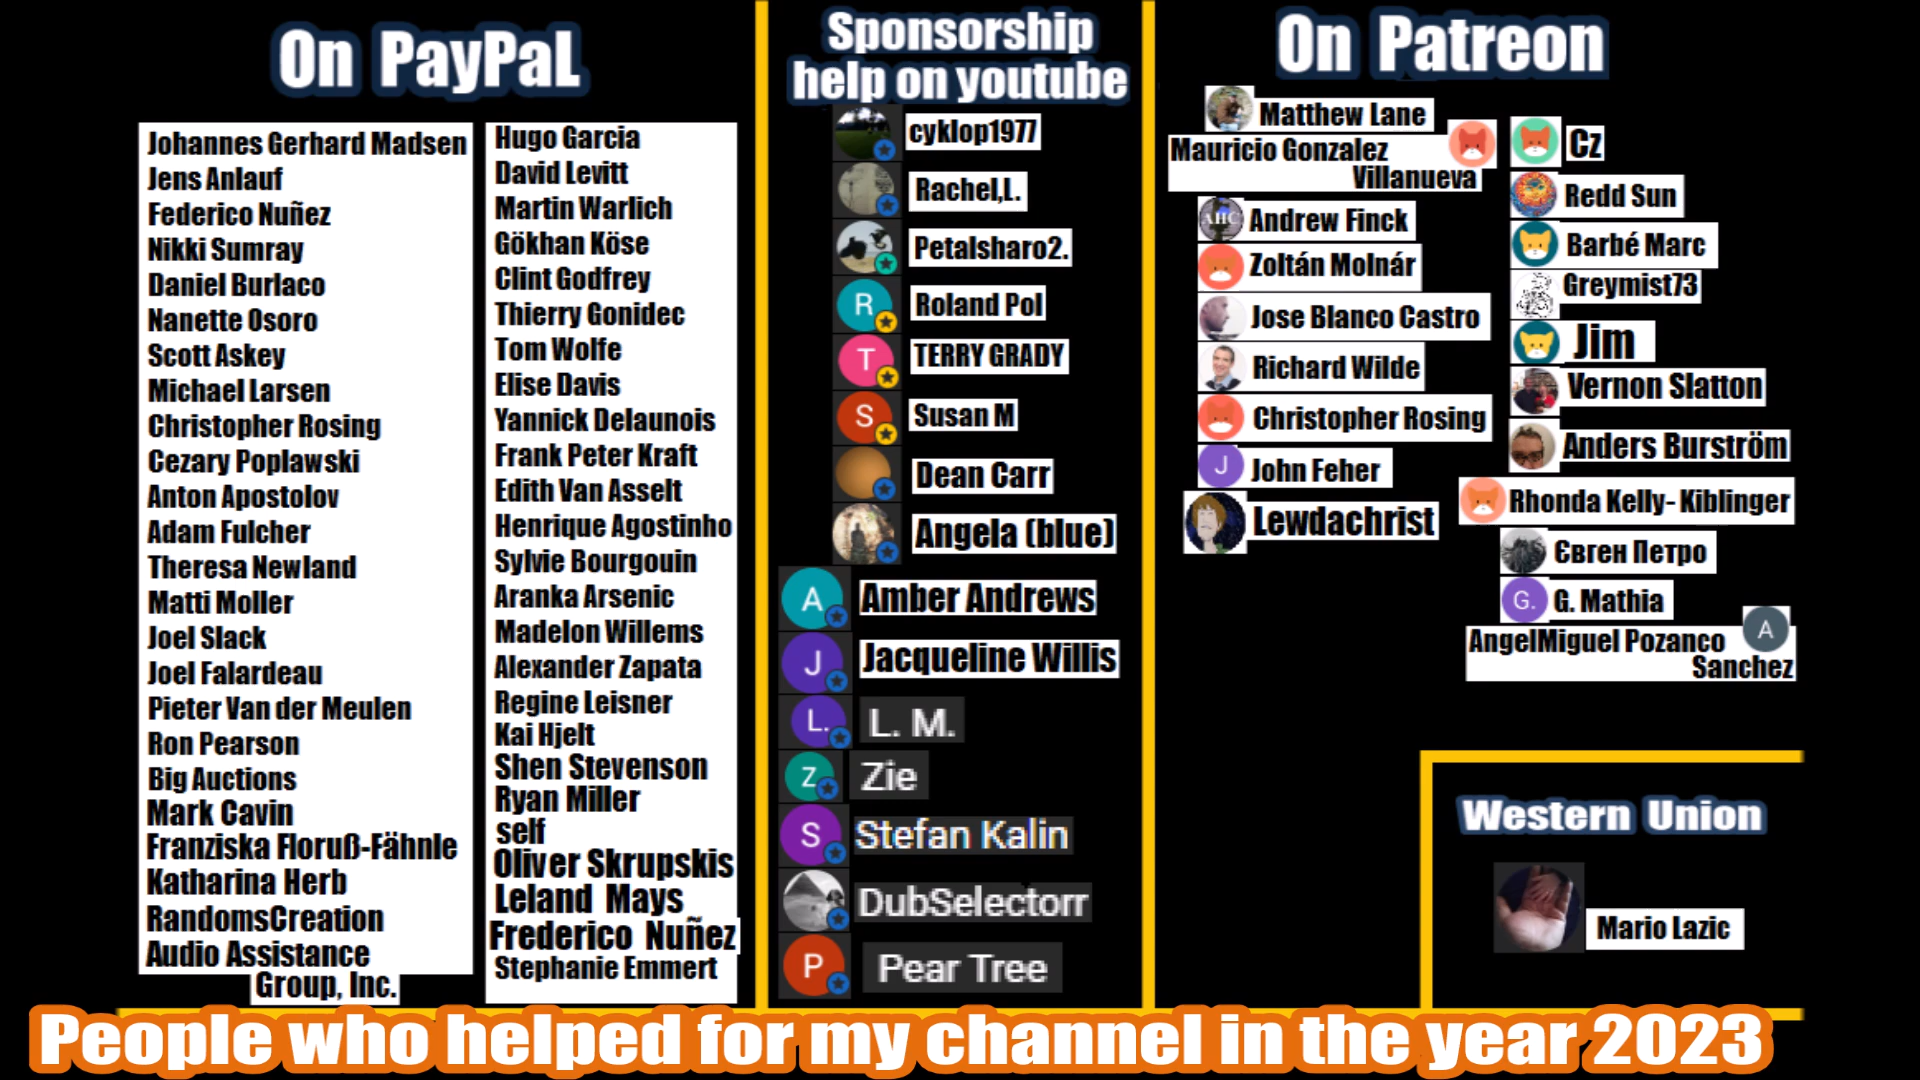 On PayPaL
Johannes Gerhard Madsen
Jens Anlauf
Federico Nuñez
Nikki Sumray
Daniel Burlaco
Nanette Osoro
Scott Askey
Michael Larsen
Christopher Rosing
Cezary Poplawski
Anton Apostolov
Adam Fulcher
Theresa Newland
Matti Moller
Joel Slack
Joel Falardeau
Pieter Van der Meulen
Ron Pearson
Big Auctions
Mark Cavin
Franziska Floruß-Fähnle
Katharina Herb
RandomsCreation
Audio Assistance
Group, Inc.
Hugo Garcia
David Levitt
Martin Warlich
Gökhan Köse
Clint Godfrey
Thierry Gonidec
Tom Wolfe
Elise Davis
Yannick Delaunois
Frank Peter Kraft
Edith Van Asselt
Henrique Agostinho
Sylvie Bourgouin
Aranka Arsenic
Madelon Willems
Alexander Zapata
Regine Leisner
Kai Hjelt
Shen Stevenson
Ryan Miller
self
Oliver Skrupskis
Leland Mays
Frederico Nuñez
Stephanie Emmert
Sponsorship
help on youtube
cyklop1977
Rachel,L.
Petalsharo2.
R Roland Pol
T TERRY GRADY
S Susan M
Dean Carr
Angela (blue)
A Amber Andrews
J Jacqueline Willis
L. L. M.
Z Zie
S Stefan Kalin
DubSelectorr
P Pear Tree
On Patreon
Matthew Lane
Mauricio Gonzalez
Villanueva
AHC Andrew Finck
Zoltán Molnár
Jose Blanco Castro
Richard Wilde
Christopher Rosing
J John Feher
Lewdachrist
Cz
Redd Sun
Barbé Marc
Greymist73
Jim
Vernon Slatton
Anders Burström
Rhonda Kelly- Kiblinger
Євген Петро
G. G. Mathia
AngelMiguel Pozanco A
Sanchez
Western Union
Mario Lazic
People who helped for my channel in the year 2023